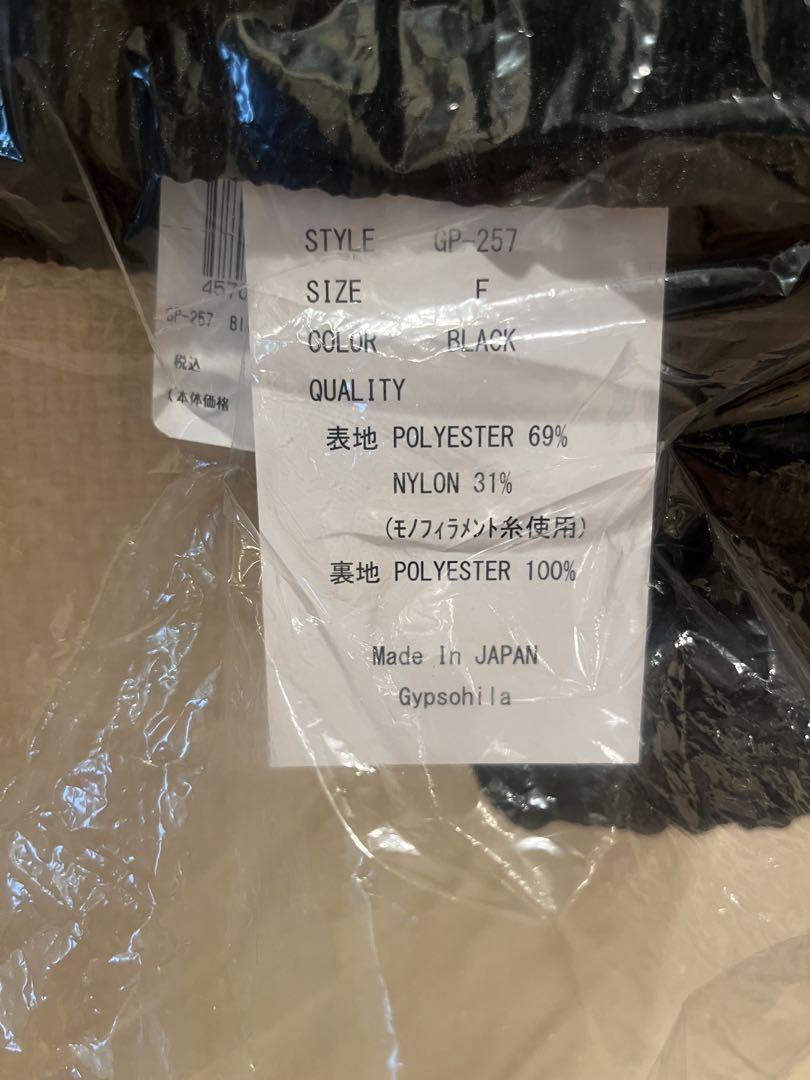 STYLE GP-257
SIZE F
COLOR BLACK
QUALITY
表地 POLYESTER 69%
NYLON 31%
(モノフィラメント糸使用)
裏地 POLYESTER 100%
Made In JAPAN
Gypsohila
4570
GP-257 Bl
税込
(本体価格